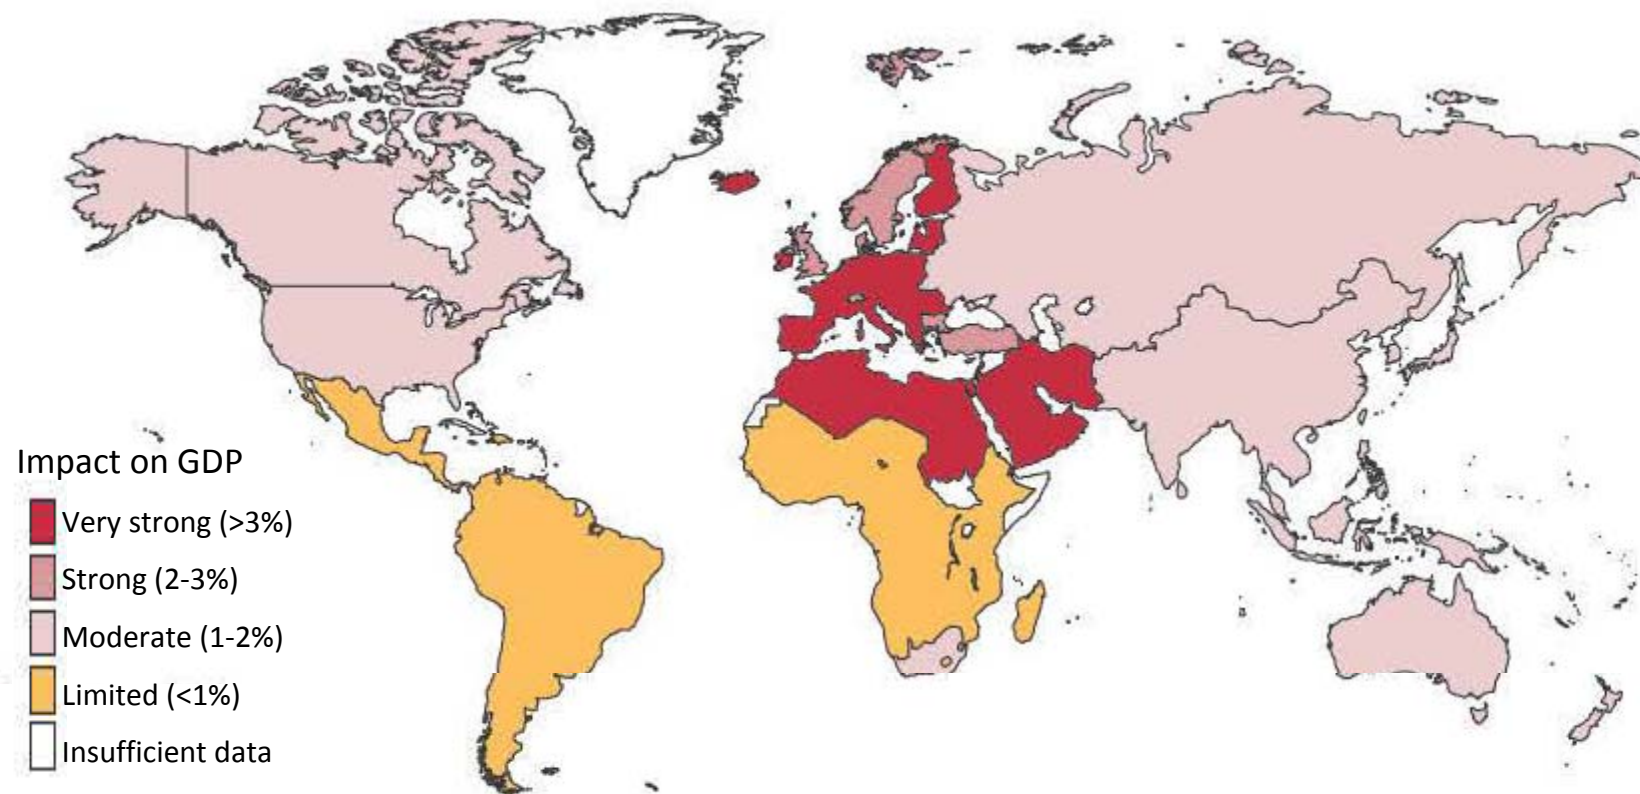 Impact on GDP
Very strong (>3%)
Strong (2-3%)
Moderate (1-2%)
Limited (<1%)
Insufficient data